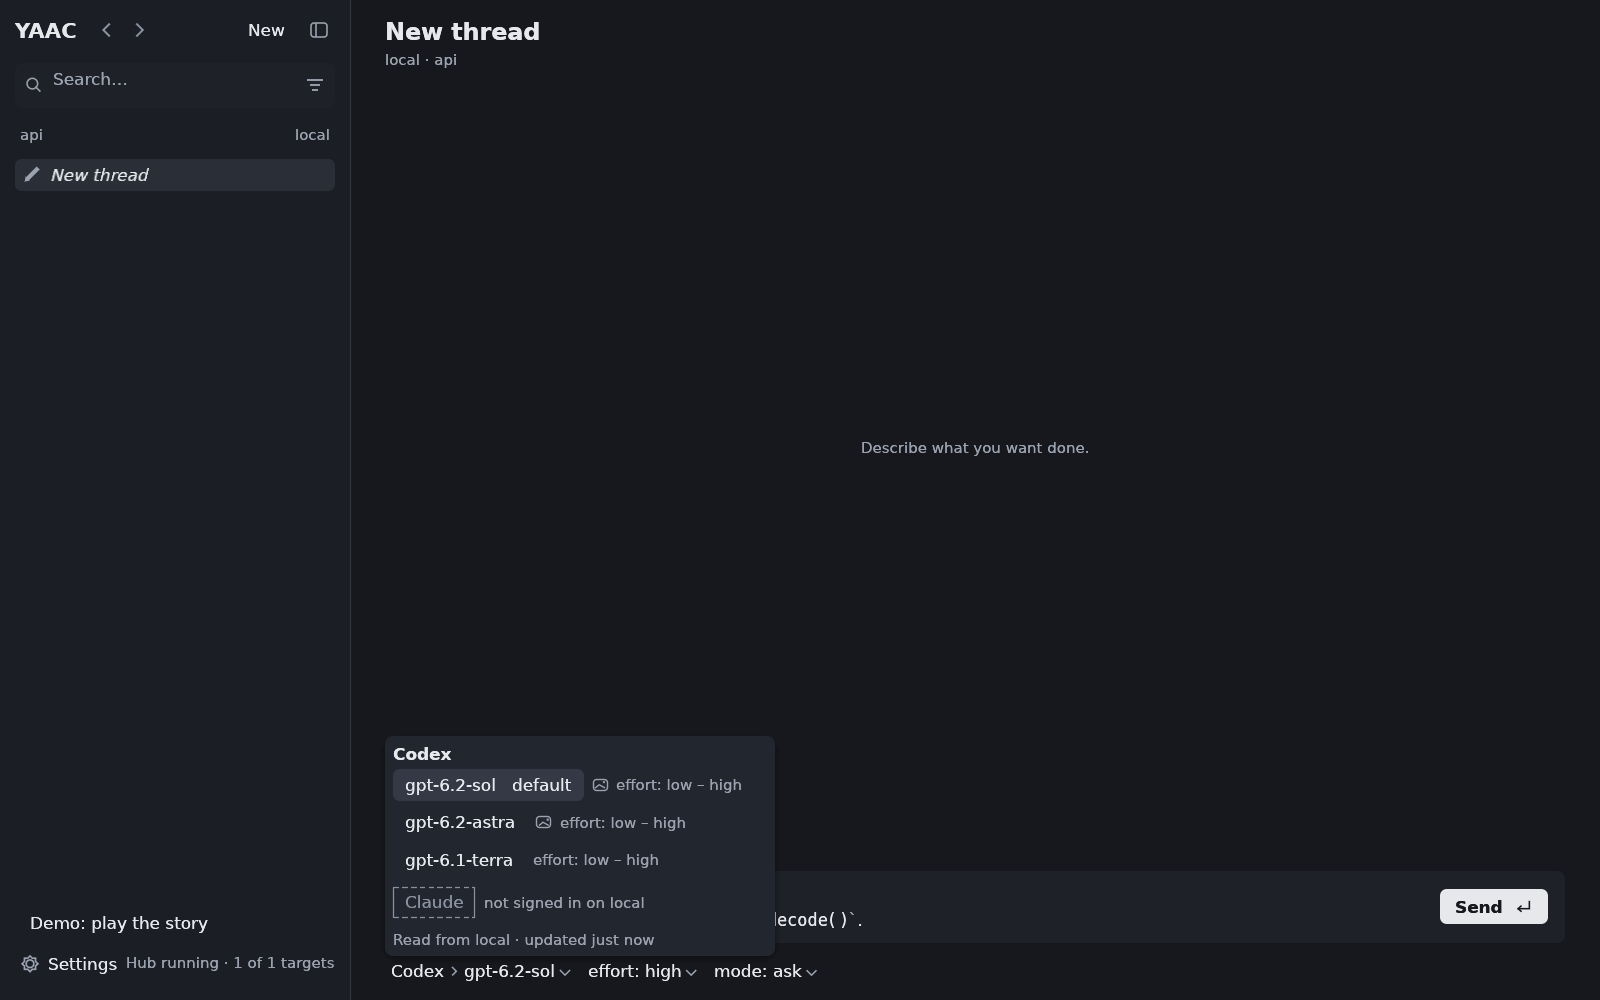 YAAC
New
Search...
api local
New thread
Demo: play the story
Settings Hub running · 1 of 1 targets
New thread
local · api
Describe what you want done.
Codex
gpt-6.2-sol default effort: low – high
gpt-6.2-astra effort: low – high
gpt-6.1-terra effort: low – high
Claude not signed in on local
Read from local · updated just now
ecode()`.
Send
Codex > gpt-6.2-sol effort: high mode: ask